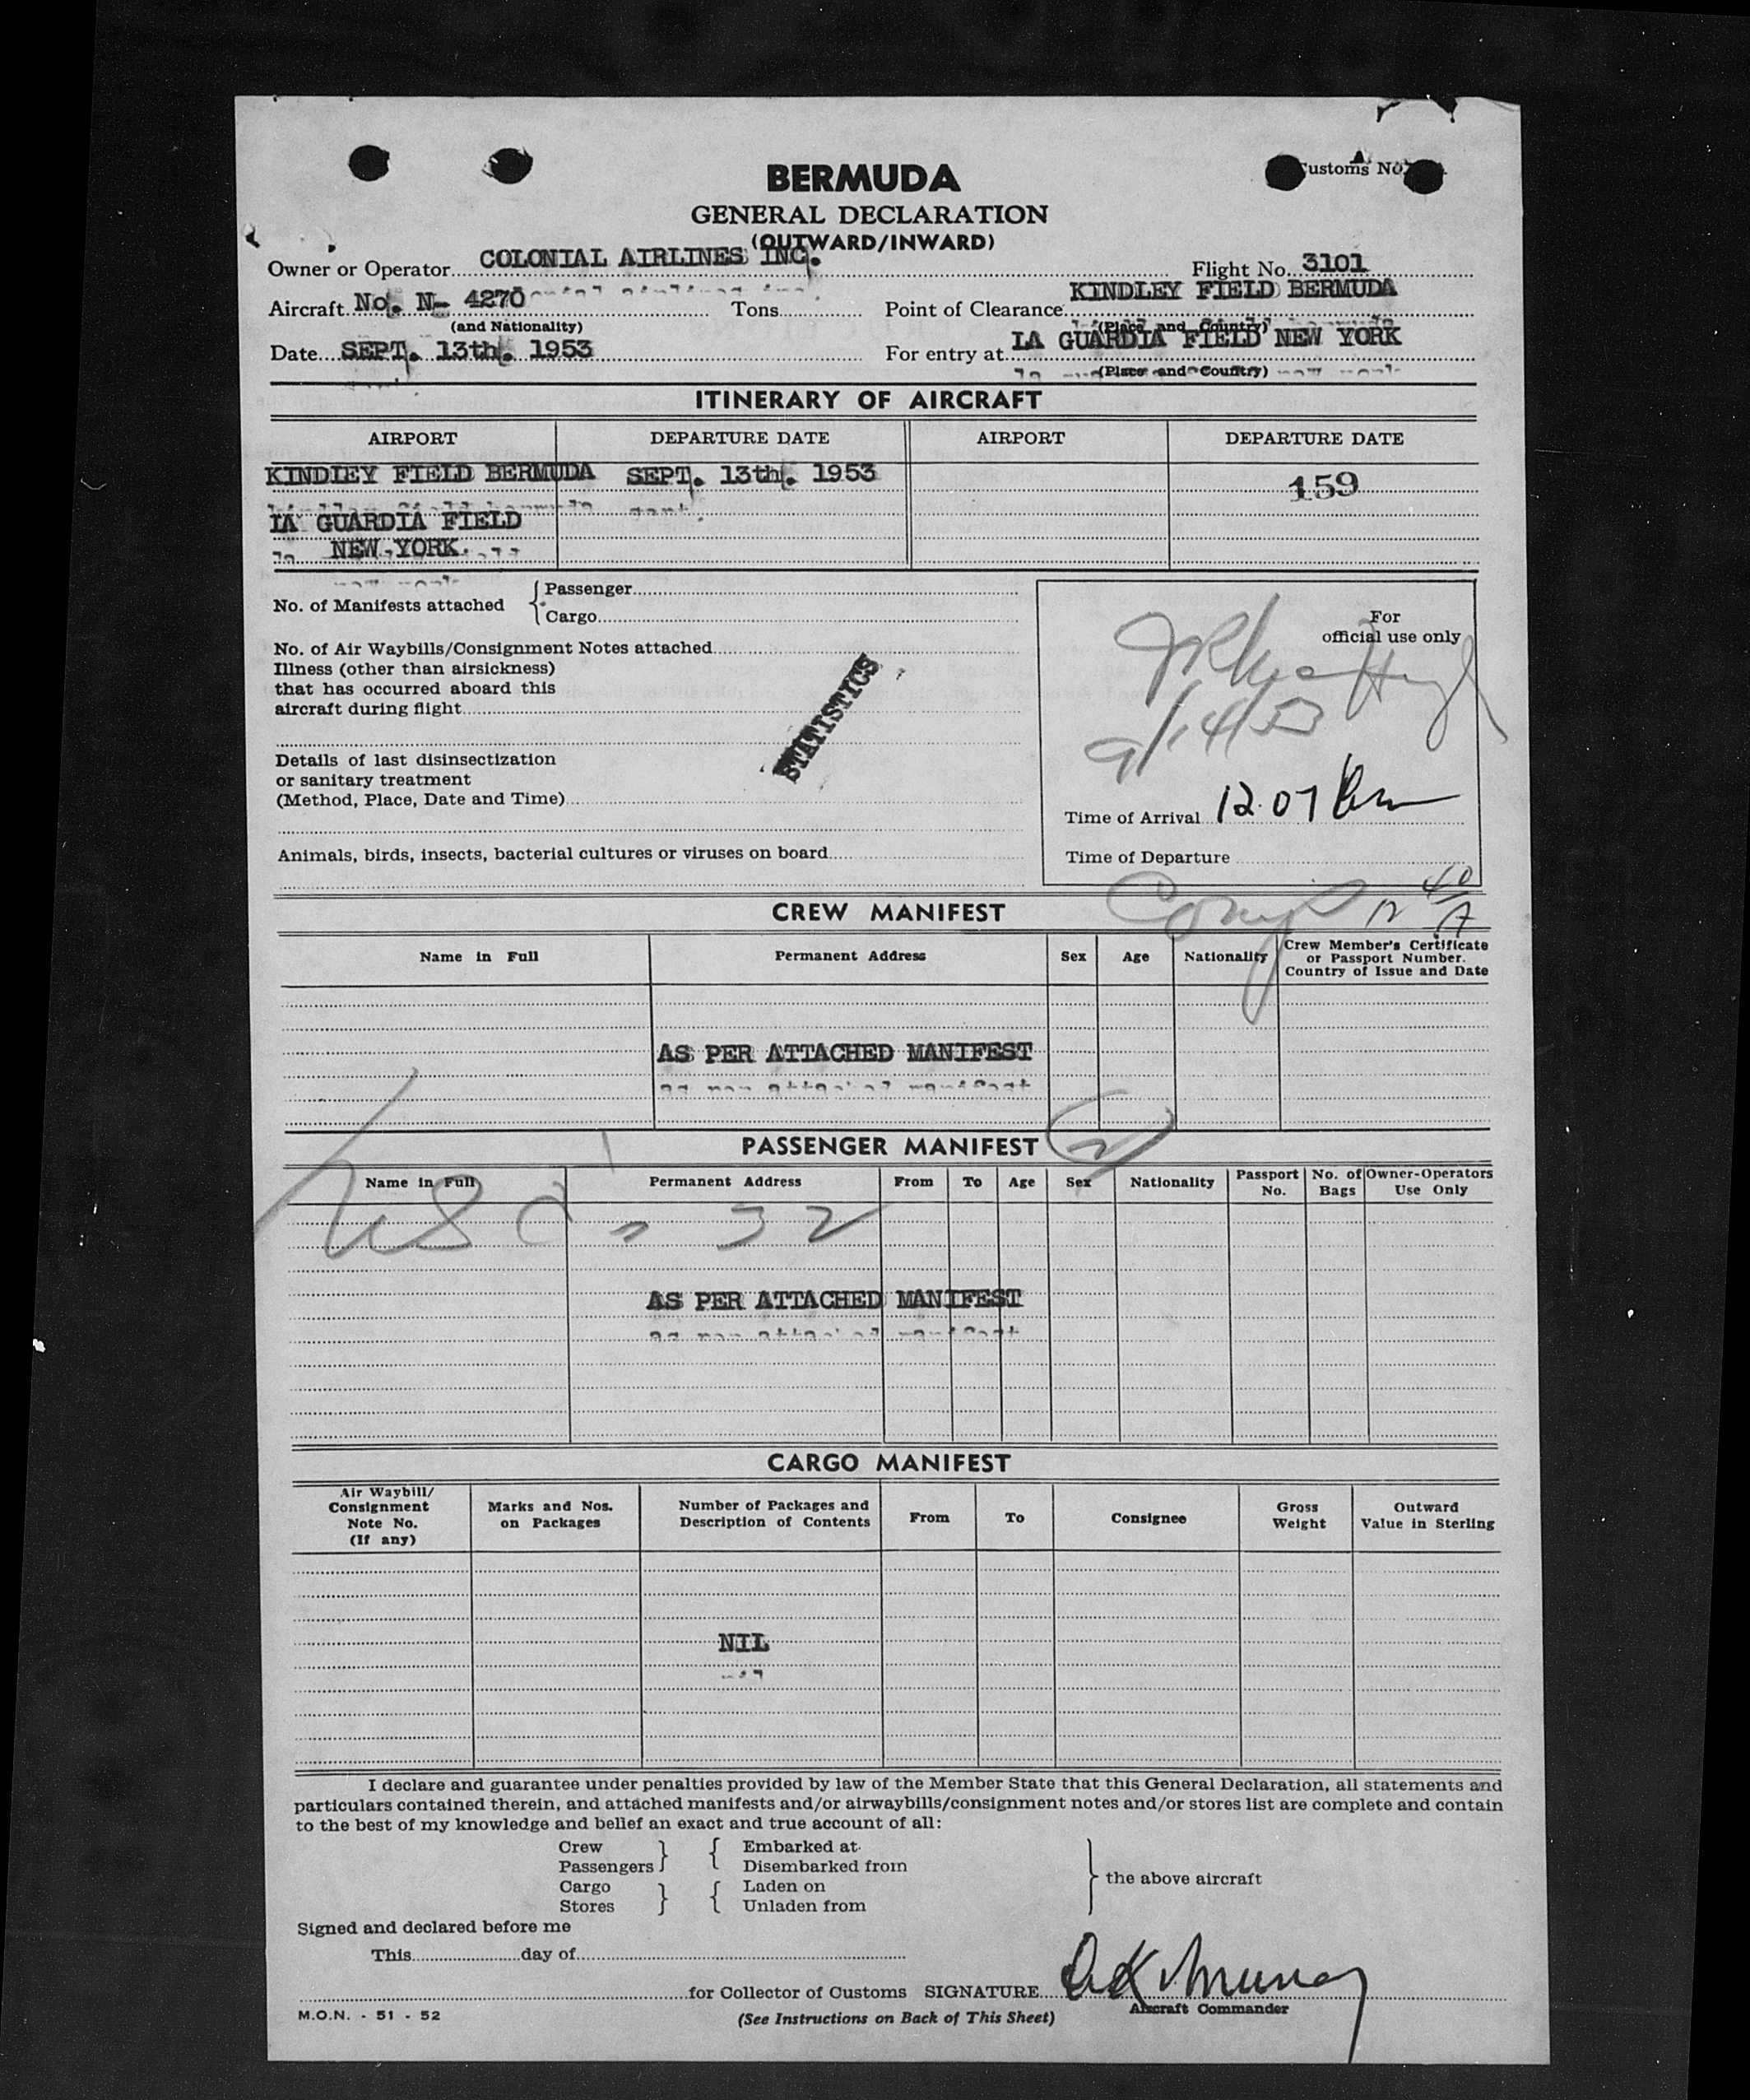 BERMUDA
GENERAL DECLARATION
(OUTWARD/INWARD)
Customs No.
Owner or Operator COLONIAL AIRLINES INC. Flight No. 3101
Aircraft No. N- 4270 Tons Point of Clearance KINDLEY FIELD BERMUDA
(and Nationality) (Place and Country)
Date SEPT. 13th. 1953 For entry at LA GUARDIA FIELD NEW YORK
(Place and Country)
ITINERARY OF AIRCRAFT
AIRPORT DEPARTURE DATE AIRPORT DEPARTURE DATE
KINDLEY FIELD BERMUDA SEPT. 13th. 1953 159
LA GUARDIA FIELD
NEW YORK.
No. of Manifests attached { Passenger
Cargo
For
official use only
No. of Air Waybills/Consignment Notes attached
Illness (other than airsickness)
that has occurred aboard this
aircraft during flight
STATISTICS
9/14/53
Details of last disinsectization
or sanitary treatment
(Method, Place, Date and Time)
Time of Arrival 12.07
Animals, birds, insects, bacterial cultures or viruses on board
Time of Departure
CREW MANIFEST
Name in Full Permanent Address Sex Age Nationality Crew Member's Certificate
or Passport Number.
Country of Issue and Date
AS PER ATTACHED MANIFEST
PASSENGER MANIFEST
Name in Full Permanent Address From To Age Sex Nationality Passport No. No. of Bags Owner-Operators Use Only
32
AS PER ATTACHED MANIFEST
CARGO MANIFEST
Air Waybill/
Consignment
Note No.
(If any)
Marks and Nos.
on Packages
Number of Packages and
Description of Contents
From To Consignee
Gross
Weight
Outward
Value in Sterling
NIL
I declare and guarantee under penalties provided by law of the Member State that this General Declaration, all statements and
particulars contained therein, and attached manifests and/or airwaybills/consignment notes and/or stores list are complete and contain
to the best of my knowledge and belief an exact and true account of all:
Crew } { Embarked at
Passengers Disembarked from
Cargo } { Laden on
Stores Unladen from
} the above aircraft
Signed and declared before me
This day of
for Collector of Customs SIGNATURE
Aircraft Commander
M.O.N. - 51 - 52
(See Instructions on Back of This Sheet)